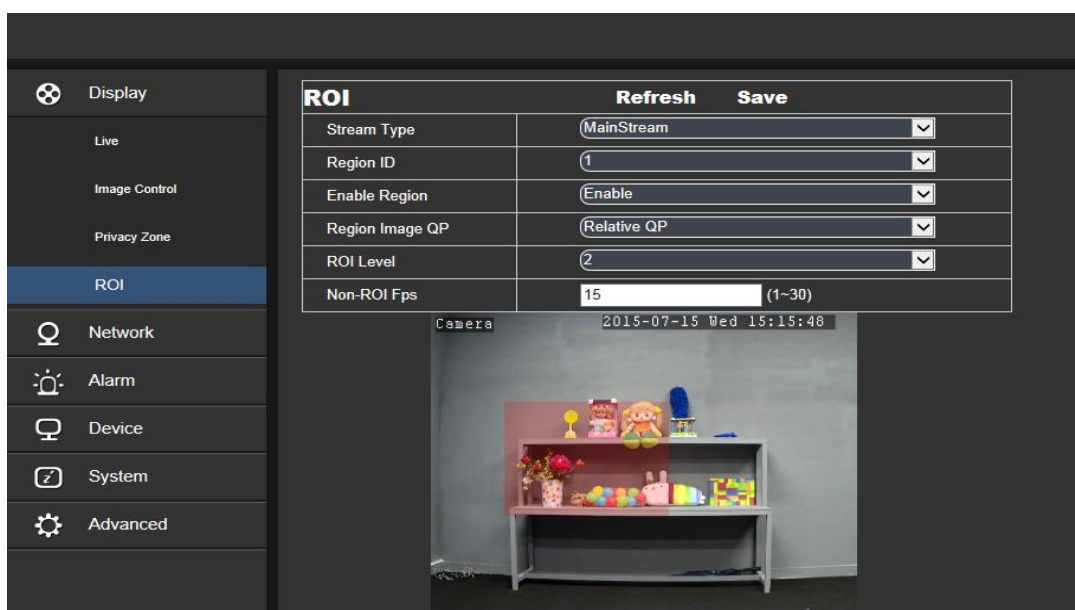 Display
Live
Image Control
Privacy Zone
ROI
Network
Alarm
Device
System
Advanced
ROI Refresh Save
Stream Type MainStream
Region ID 1
Enable Region Enable
Region Image QP Relative QP
ROI Level 2
Non-ROI Fps 15 (1~30)
Camera 2015-07-15 Wed 15:15:48